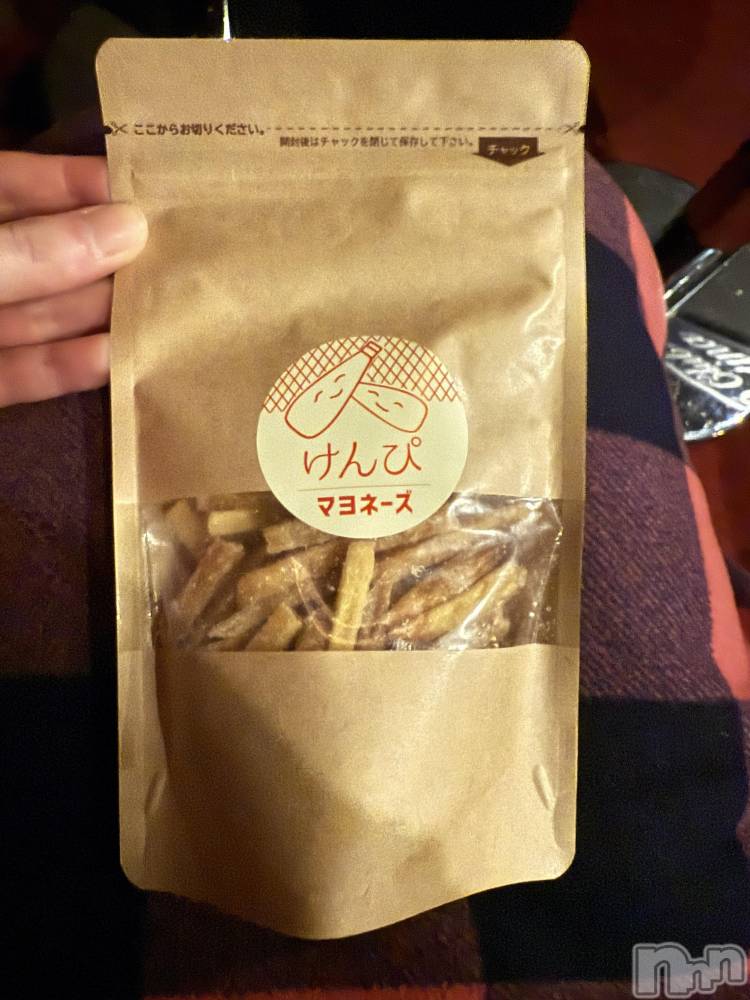 ここからお切りください。
開封後はチャックを閉じて保存して下さい。
チャック
けんぴ
マヨネーズ
Club
nnn